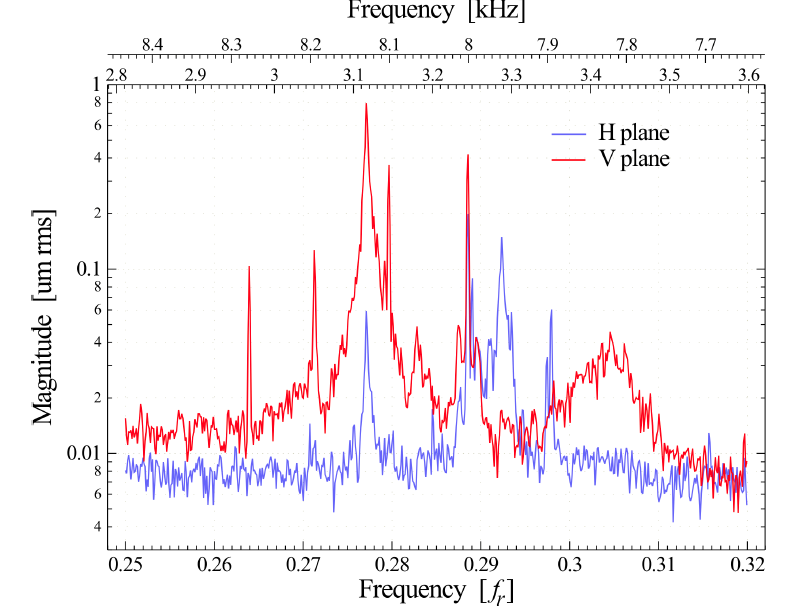 Frequency [kHz]
8.4 8.3 8.2 8.1 8 7.9 7.8 7.7
2.8 2.9 3 3.1 3.2 3.3 3.4 3.5 3.6
1
8
6
4
2
0.1
8
6
4
2
0.01
8
6
4
H plane
V plane
Magnitude [um rms]
0.25 0.26 0.27 0.28 0.29 0.3 0.31 0.32
Frequency [fr]